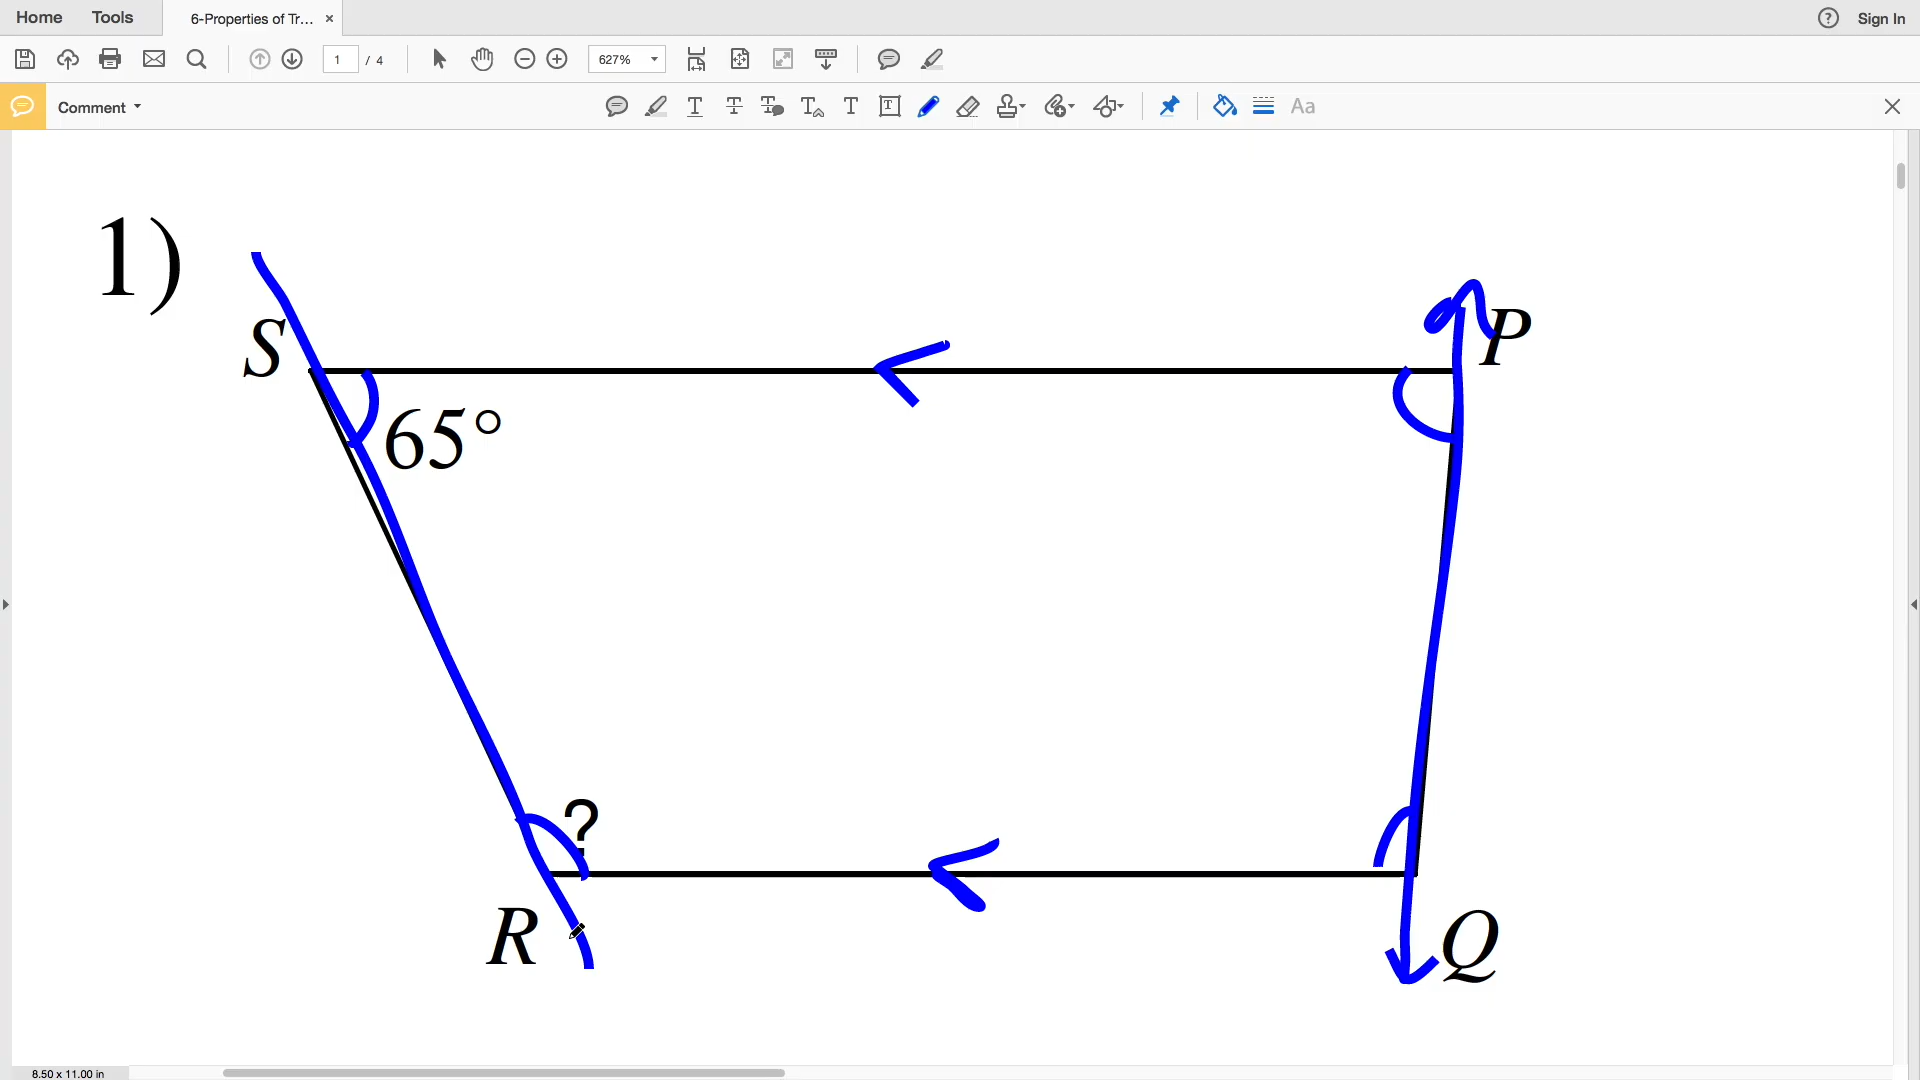 Home Tools 6-Properties of Tr... × ? Sign In
1 / 4 627%
Comment T T T T T T Aa
1)
S P
65°
?
R Q
8.50 x 11.00 in